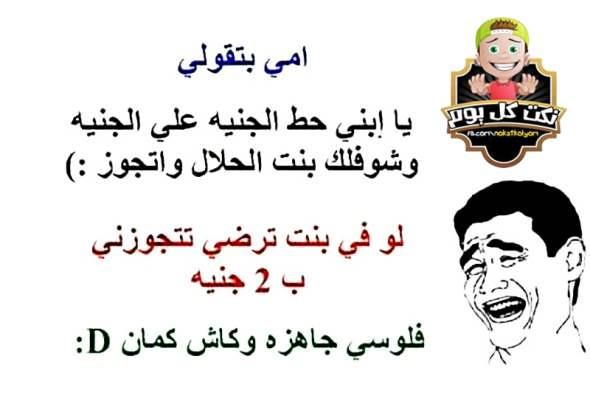 امي بتقولي
يا إبني حط الجنيه علي الجنيه
وشوفلك بنت الحلال واتجوز :)
لو في بنت ترضي تتجوزني
ب 2 جنيه
فلوسي جاهزه وكاش كمان D:
نكت كل يوم
fb.com/nokatkolyom